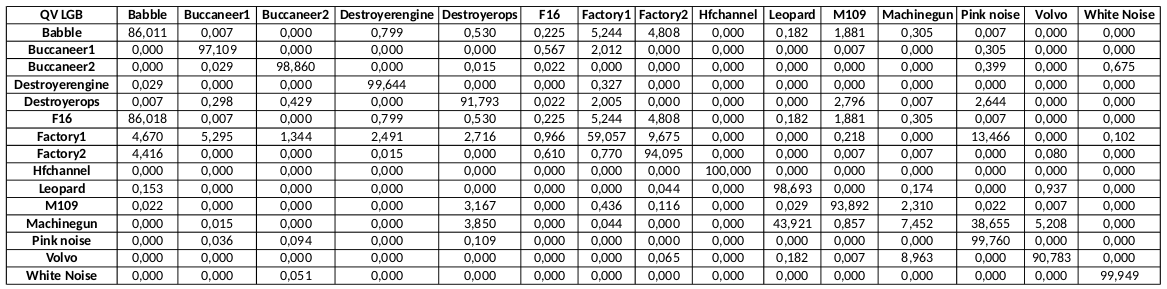 QV LGB Babble Buccaneer1 Buccaneer2 Destroyerengine Destroyerops F16 Factory1 Factory2 Hfchannel Leopard M109 Machinegun Pink noise Volvo White Noise
Babble 86,011 0,007 0,000 0,799 0,530 0,225 5,244 4,808 0,000 0,182 1,881 0,305 0,007 0,000 0,000
Buccaneer1 0,000 97,109 0,000 0,000 0,000 0,567 2,012 0,000 0,000 0,000 0,007 0,000 0,305 0,000 0,000
Buccaneer2 0,000 0,029 98,860 0,000 0,015 0,022 0,000 0,000 0,000 0,000 0,000 0,000 0,399 0,000 0,675
Destroyerengine 0,029 0,000 0,000 99,644 0,000 0,000 0,327 0,000 0,000 0,000 0,000 0,000 0,000 0,000 0,000
Destroyerops 0,007 0,298 0,429 0,000 91,793 0,022 2,005 0,000 0,000 0,000 2,796 0,007 2,644 0,000 0,000
F16 86,018 0,007 0,000 0,799 0,530 0,225 5,244 4,808 0,000 0,182 1,881 0,305 0,007 0,000 0,000
Factory1 4,670 5,295 1,344 2,491 2,716 0,966 59,057 9,675 0,000 0,000 0,218 0,000 13,466 0,000 0,102
Factory2 4,416 0,000 0,000 0,015 0,000 0,610 0,770 94,095 0,000 0,000 0,007 0,007 0,000 0,080 0,000
Hfchannel 0,000 0,000 0,000 0,000 0,000 0,000 0,000 0,000 100,000 0,000 0,000 0,000 0,000 0,000 0,000
Leopard 0,153 0,000 0,000 0,000 0,000 0,000 0,000 0,044 0,000 98,693 0,000 0,174 0,000 0,937 0,000
M109 0,022 0,000 0,000 0,000 3,167 0,000 0,436 0,116 0,000 0,029 93,892 2,310 0,022 0,007 0,000
Machinegun 0,000 0,015 0,000 0,000 3,850 0,000 0,044 0,000 0,000 43,921 0,857 7,452 38,655 5,208 0,000
Pink noise 0,000 0,036 0,094 0,000 0,109 0,000 0,000 0,000 0,000 0,000 0,000 0,000 99,760 0,000 0,000
Volvo 0,000 0,000 0,000 0,000 0,000 0,000 0,000 0,065 0,000 0,182 0,007 8,963 0,000 90,783 0,000
White Noise 0,000 0,000 0,051 0,000 0,000 0,000 0,000 0,000 0,000 0,000 0,000 0,000 0,000 0,000 99,949